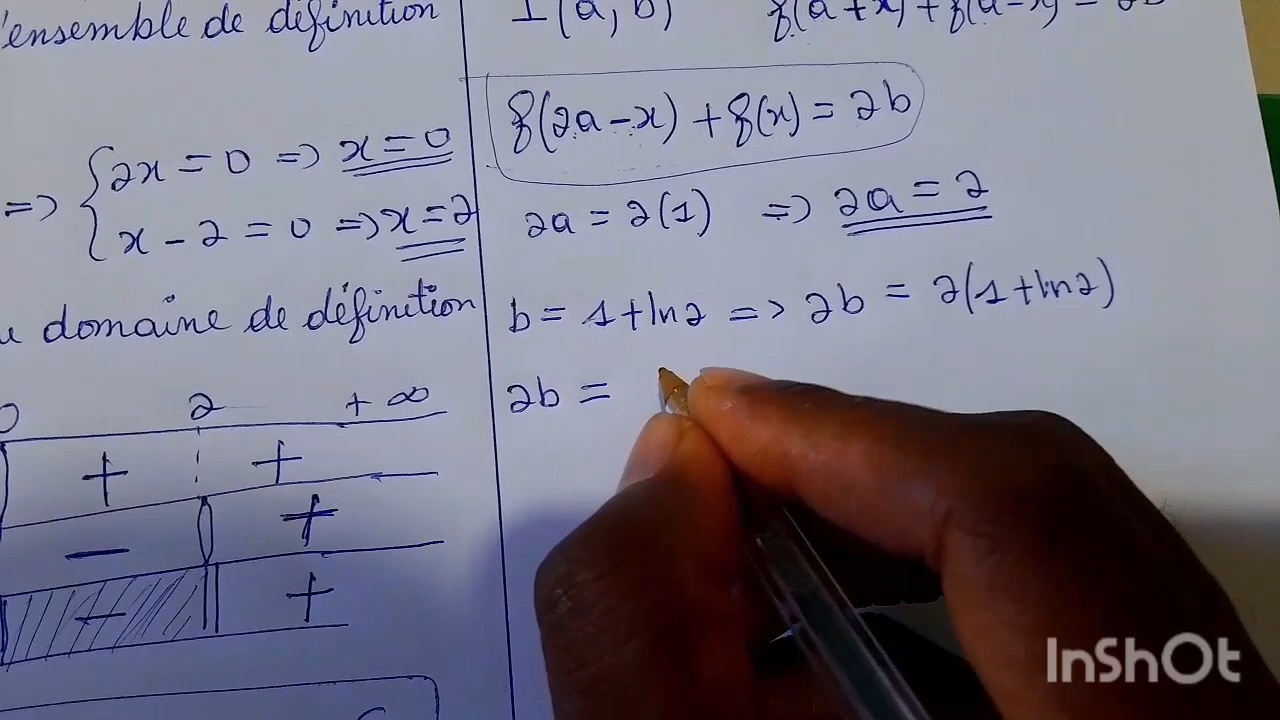 l'ensemble de définition
=> { 2x = 0 => x = 0
x - 2 = 0 => x = 2
domaine de définition
0 2 + ∞
+ +
- +
- +
I(a, b)
f(2a - x) + f(x) = 2b
2a = 2(1) => 2a = 2
b = 1 + ln2 => 2b = 2(1 + ln2)
2b =
InShOt